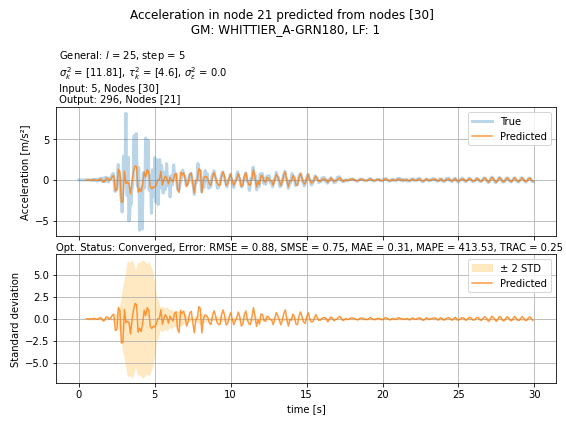 Acceleration in node 21 predicted from nodes [30]
GM: WHITTIER_A-GRN180, LF: 1
General: l = 25, step = 5
σ²ₖ = [11.81], τ²ₖ = [4.6], σ²ε = 0.0
Input: 5, Nodes [30]
Output: 296, Nodes [21]
Acceleration [m/s²]
5
0
−5
True
Predicted
Opt. Status: Converged, Error: RMSE = 0.88, SMSE = 0.75, MAE = 0.31, MAPE = 413.53, TRAC = 0.25
Standard deviation
5.0
2.5
0.0
−2.5
−5.0
± 2 STD
Predicted
0 5 10 15 20 25 30
time [s]